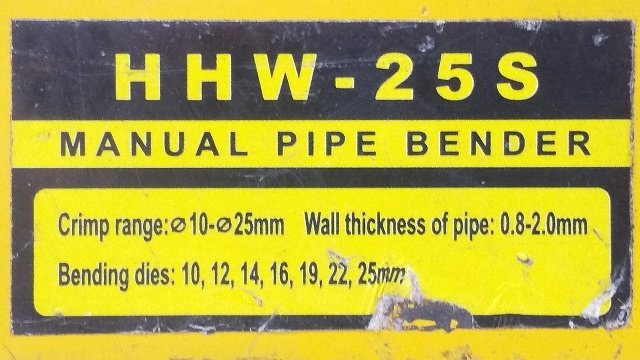 HHW-25S
MANUAL PIPE BENDER
Crimp range:⌀10-⌀25mm Wall thickness of pipe: 0.8-2.0mm
Bending dies: 10, 12, 14, 16, 19, 22, 25mm